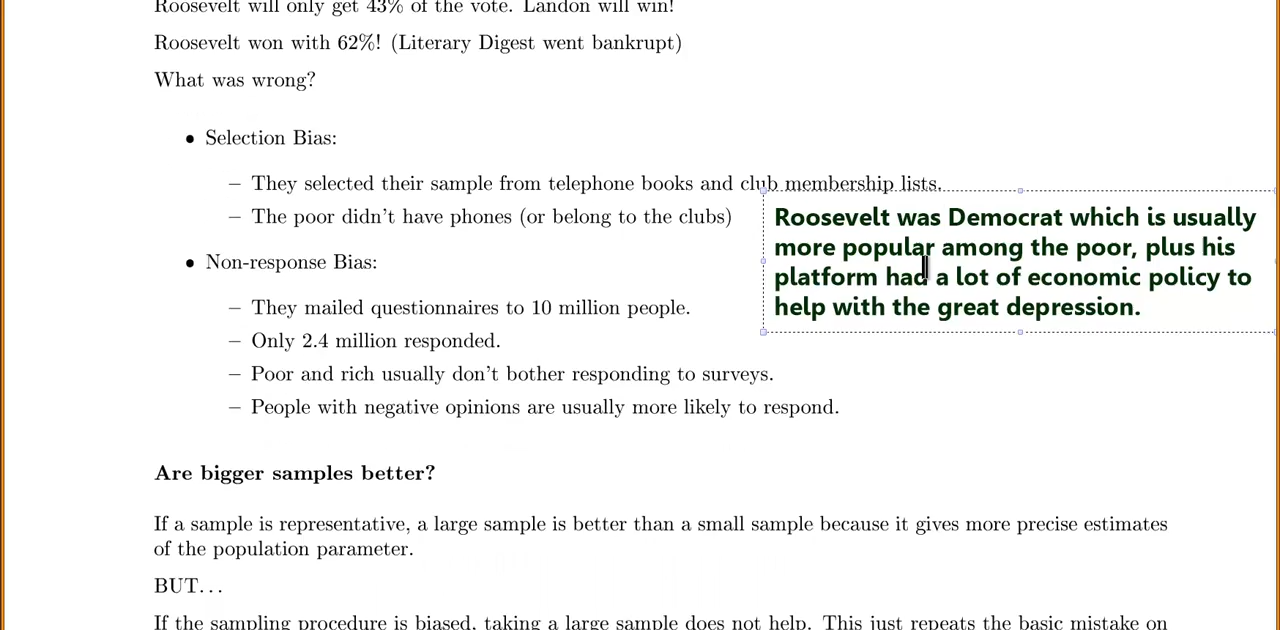 Roosevelt will only get 43% of the vote. Landon will win!
Roosevelt won with 62%! (Literary Digest went bankrupt)
What was wrong?
• Selection Bias:
– They selected their sample from telephone books and club membership lists.
– The poor didn't have phones (or belong to the clubs)
Roosevelt was Democrat which is usually
more popular among the poor, plus his
platform had a lot of economic policy to
help with the great depression.
• Non-response Bias:
– They mailed questionnaires to 10 million people.
– Only 2.4 million responded.
– Poor and rich usually don't bother responding to surveys.
– People with negative opinions are usually more likely to respond.
Are bigger samples better?
If a sample is representative, a large sample is better than a small sample because it gives more precise estimates
of the population parameter.
BUT...
If the sampling procedure is biased, taking a large sample does not help. This just repeats the basic mistake on